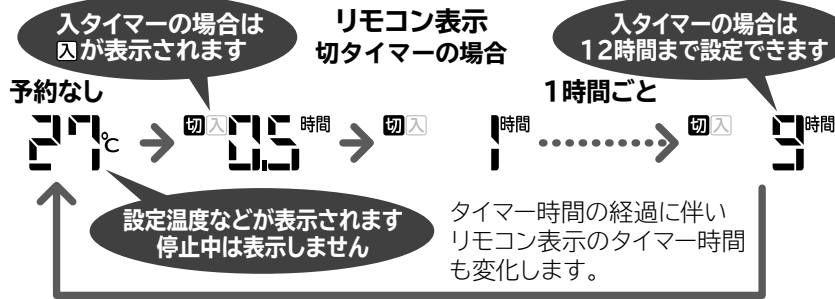 入タイマーの場合は
入が表示されます
リモコン表示
切タイマーの場合
入タイマーの場合は
12時間まで設定できます
予約なし
1時間ごと
27℃ 切入 0.5 時間 切入 1時間 切入 9時間
設定温度などが表示されます
停止中は表示しません
タイマー時間の経過に伴い
リモコン表示のタイマー時間
も変化します。